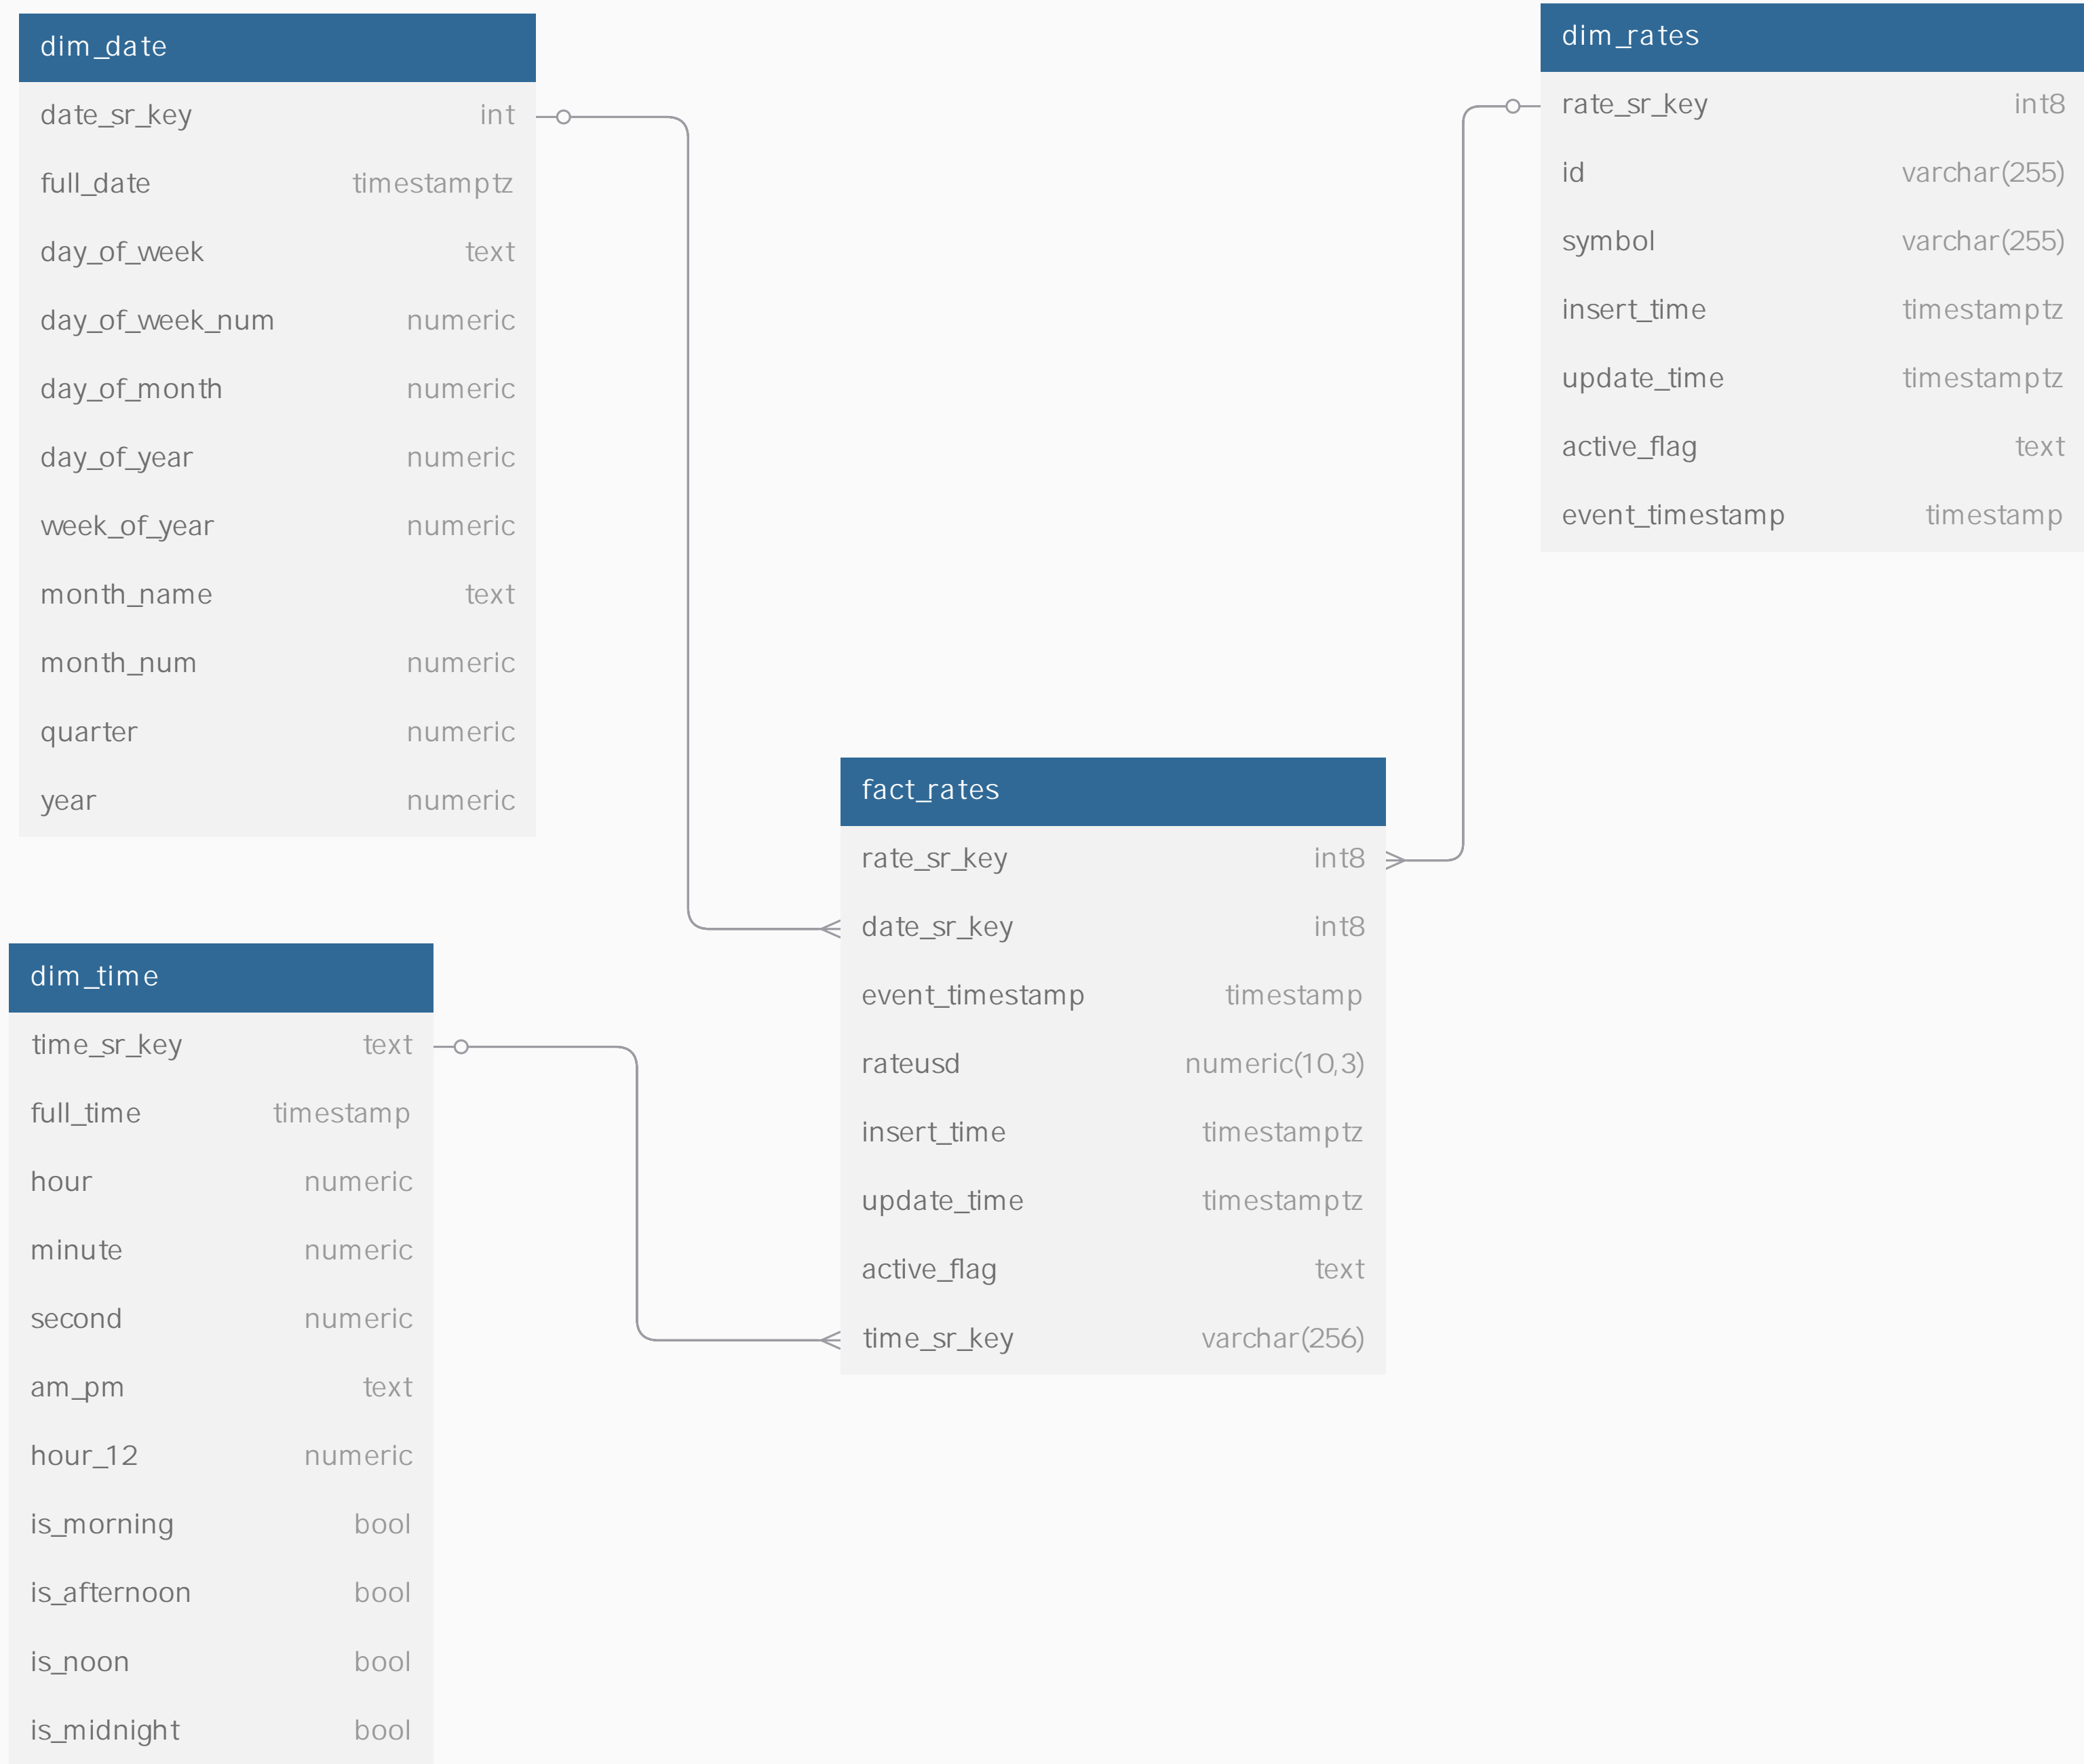 dim_date
date_sr_key int
full_date timestamptz
day_of_week text
day_of_week_num numeric
day_of_month numeric
day_of_year numeric
week_of_year numeric
month_name text
month_num numeric
quarter numeric
year numeric
dim_rates
rate_sr_key int8
id varchar(255)
symbol varchar(255)
insert_time timestamptz
update_time timestamptz
active_flag text
event_timestamp timestamp
fact_rates
rate_sr_key int8
date_sr_key int8
event_timestamp timestamp
rateusd numeric(10,3)
insert_time timestamptz
update_time timestamptz
active_flag text
time_sr_key varchar(256)
dim_time
time_sr_key text
full_time timestamp
hour numeric
minute numeric
second numeric
am_pm text
hour_12 numeric
is_morning bool
is_afternoon bool
is_noon bool
is_midnight bool